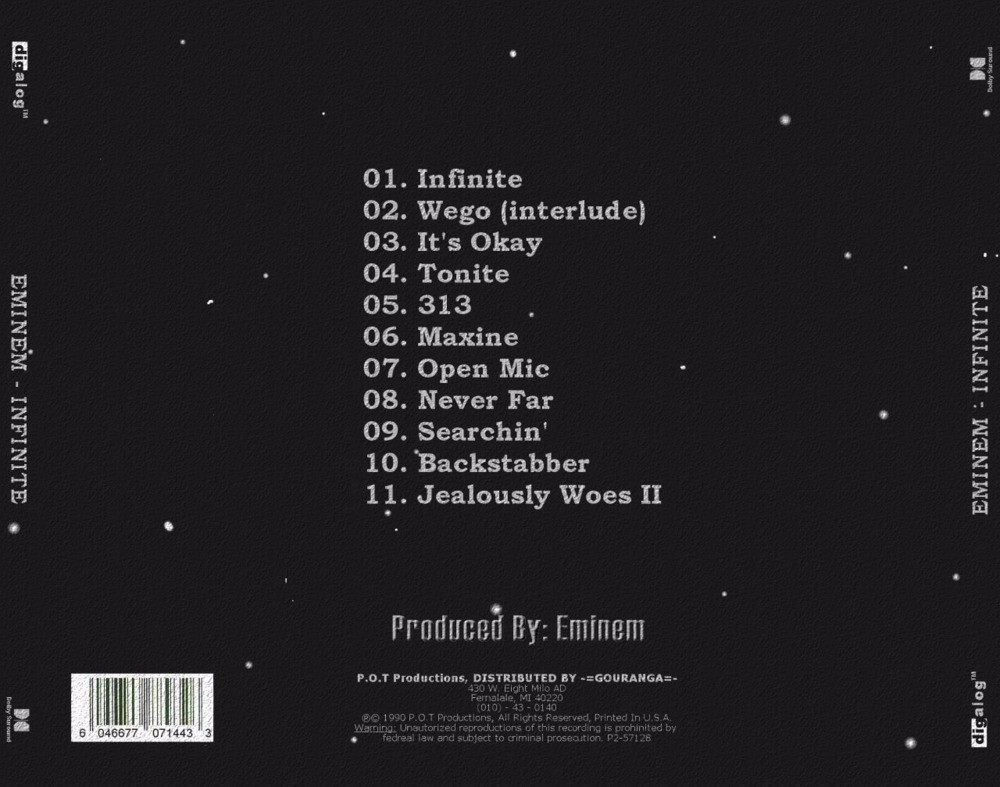 digalog™
EMINEM - INFINITE
Dolby Surround
01. Infinite
02. Wego (interlude)
03. It's Okay
04. Tonite
05. 313
06. Maxine
07. Open Mic
08. Never Far
09. Searchin'
10. Backstabber
11. Jealously Woes II
Produced By: Eminem
P.O.T Productions, DISTRIBUTED BY -=GOURANGA=-
430 W. Eight Milo AD
Fernalale, MI 40220
(010) - 43 - 0140
℗© 1990 P.O.T Productions, All Rights Reserved, Printed In U.S.A.
Warning: Unautorized reproductions of this recording is prohibited by
fedreal law and subject to criminal prosecution. P2-57128
6 046677 071443 3
Dolby Surround
EMINEM - INFINITE
digalog™